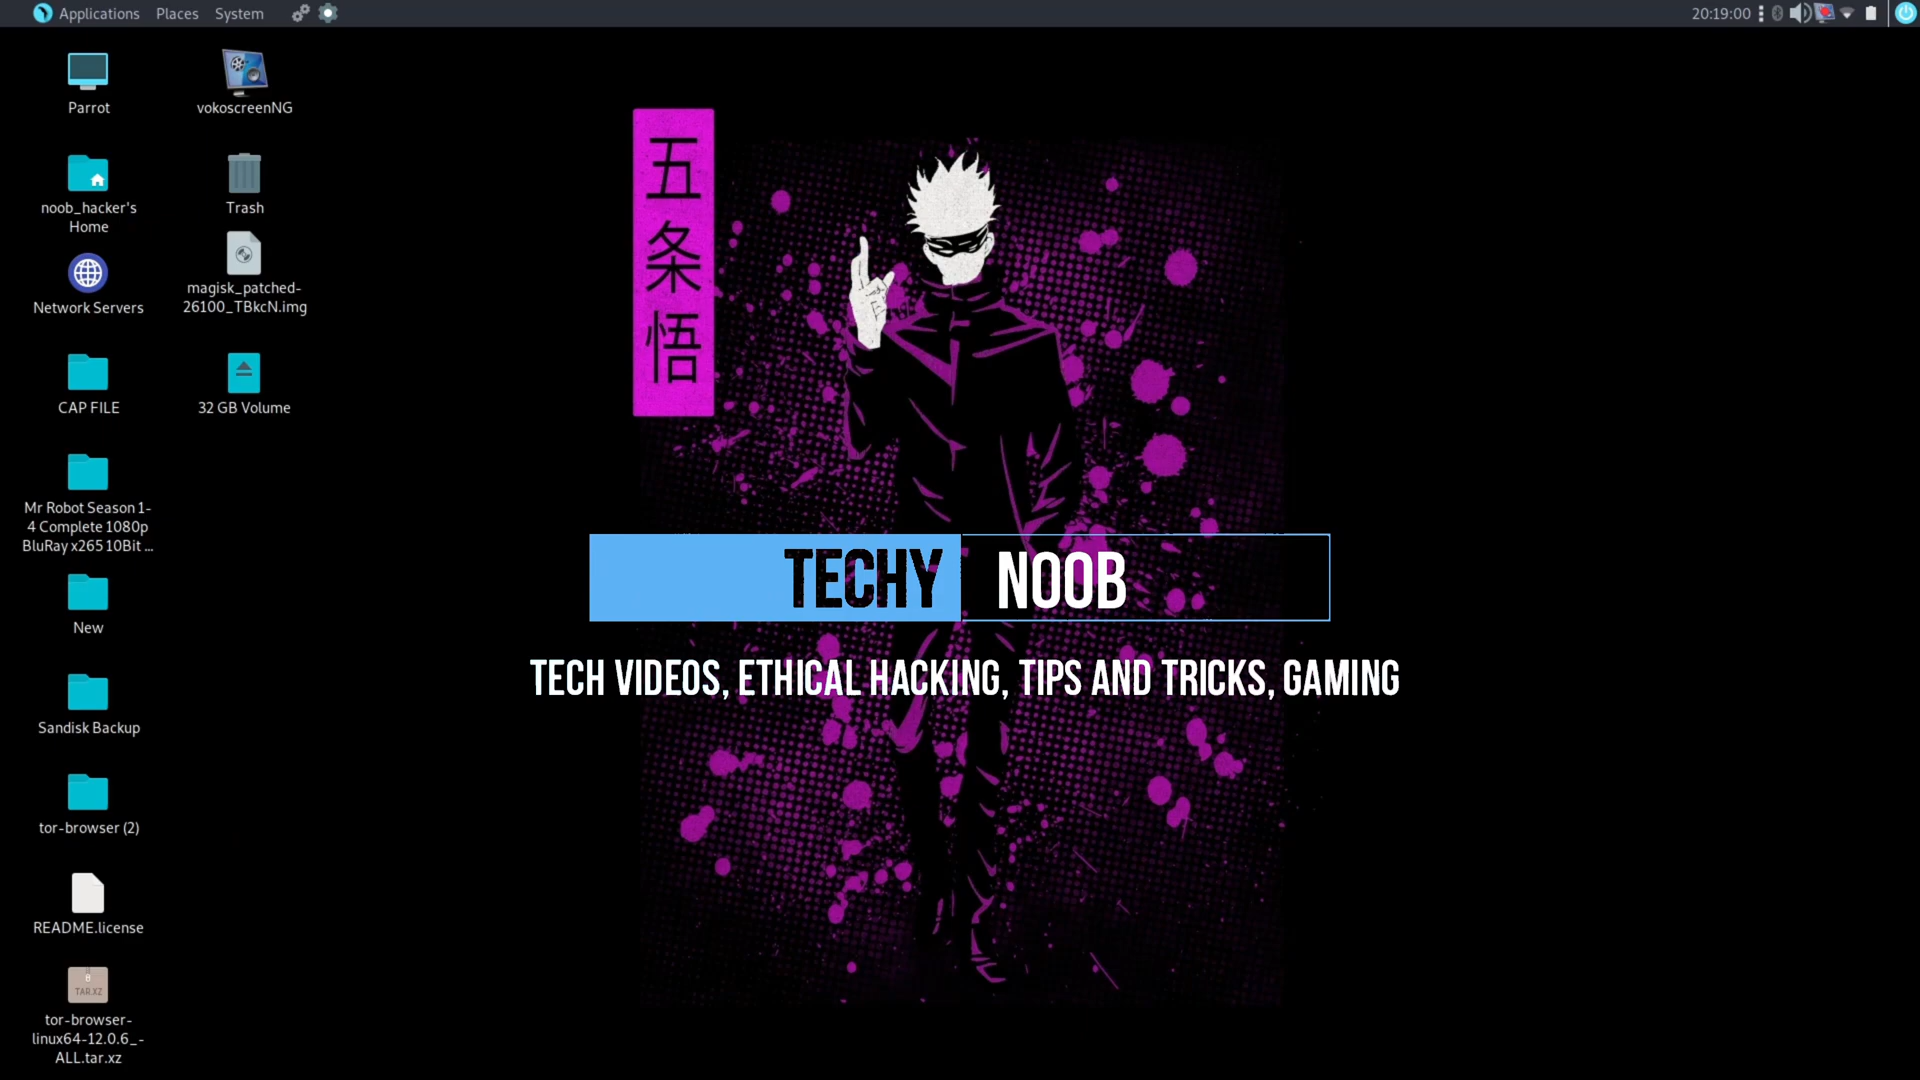 Applications Places System
20:19:00
Parrot
vokoscreenNG
noob_hacker's
Home
Trash
Network Servers
magisk_patched-
26100_TBkcN.img
CAP FILE
32 GB Volume
Mr Robot Season 1-
4 Complete 1080p
BluRay x265 10Bit ...
New
Sandisk Backup
tor-browser (2)
README.license
TAR.XZ
tor-browser-
linux64-12.0.6_-
ALL.tar.xz
五
条
悟
TECHY NOOB
TECH VIDEOS, ETHICAL HACKING, TIPS AND TRICKS, GAMING